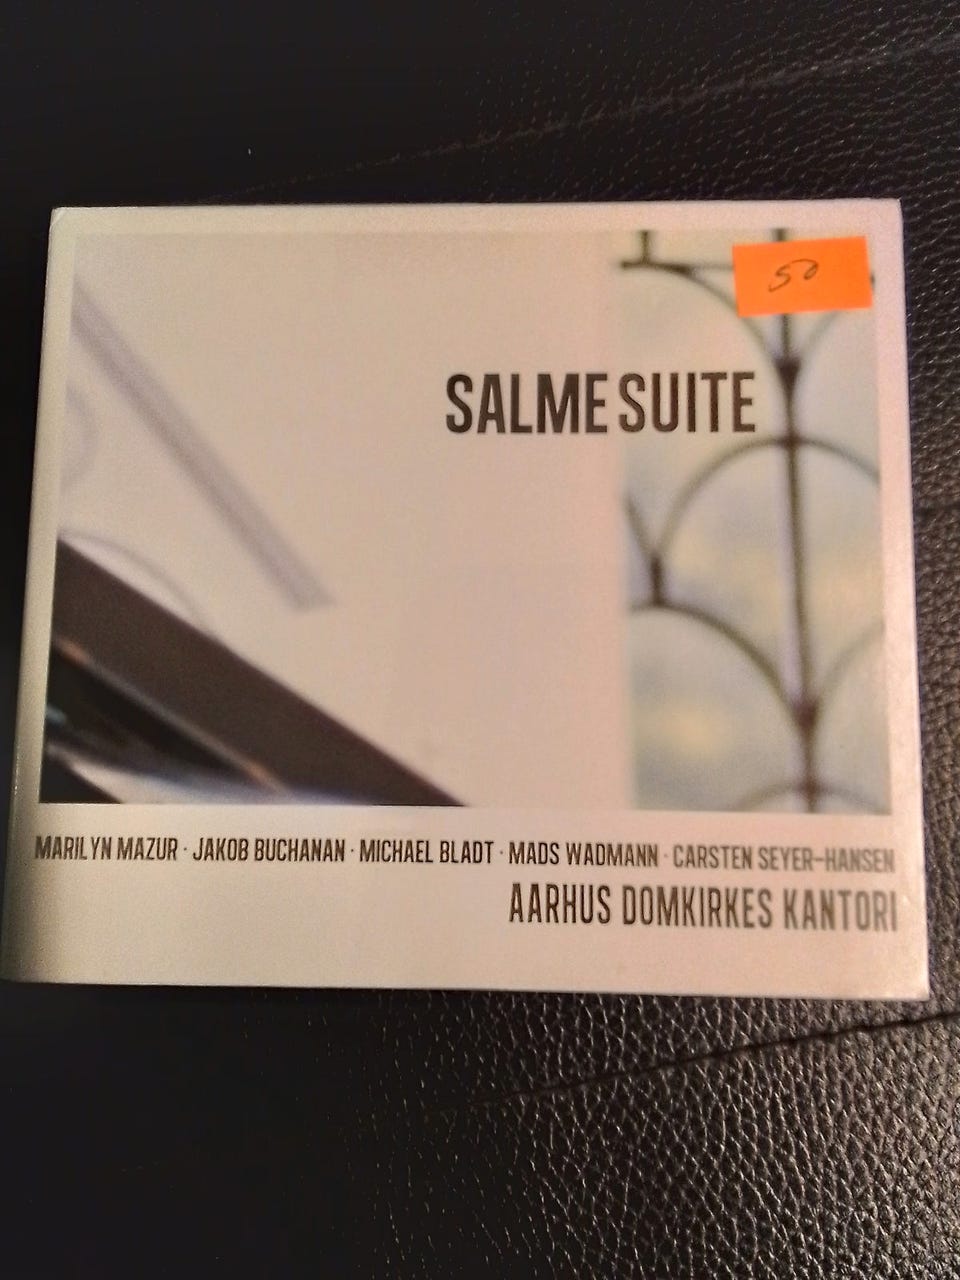 50
SALME SUITE
MARILYN MAZUR · JAKOB BUCHANAN · MICHAEL BLADT · MADS WADMANN · CARSTEN SEYER-HANSEN
AARHUS DOMKIRKES KANTORI